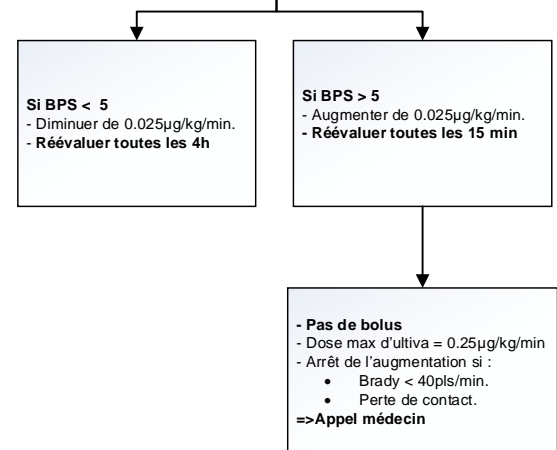 Si BPS < 5
- Diminuer de 0.025µg/kg/min.
- Réévaluer toutes les 4h
Si BPS > 5
- Augmenter de 0.025µg/kg/min.
- Réévaluer toutes les 15 min
- Pas de bolus
- Dose max d’ultiva = 0.25µg/kg/min
- Arrêt de l’augmentation si :
• Brady < 40pls/min.
• Perte de contact.
=>Appel médecin